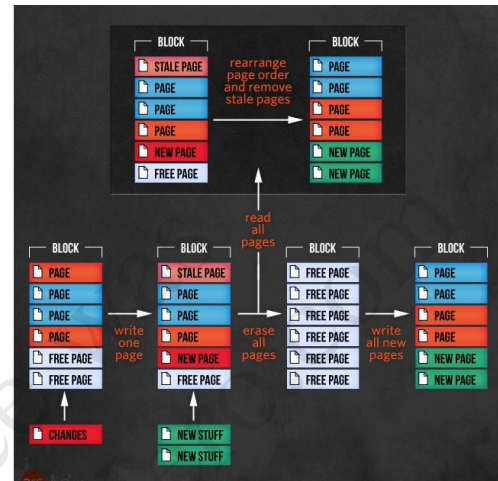 BLOCK
STALE PAGE
PAGE
PAGE
PAGE
NEW PAGE
FREE PAGE
rearrange
page order
and remove
stale pages
BLOCK
PAGE
PAGE
PAGE
PAGE
NEW PAGE
NEW PAGE
read
all
pages
BLOCK
PAGE
PAGE
PAGE
PAGE
FREE PAGE
FREE PAGE
CHANGES
write
one
page
BLOCK
STALE PAGE
PAGE
PAGE
PAGE
NEW PAGE
FREE PAGE
NEW STUFF
NEW STUFF
erase
all
pages
BLOCK
FREE PAGE
FREE PAGE
FREE PAGE
FREE PAGE
FREE PAGE
FREE PAGE
write
all new
pages
BLOCK
PAGE
PAGE
PAGE
PAGE
NEW PAGE
NEW PAGE